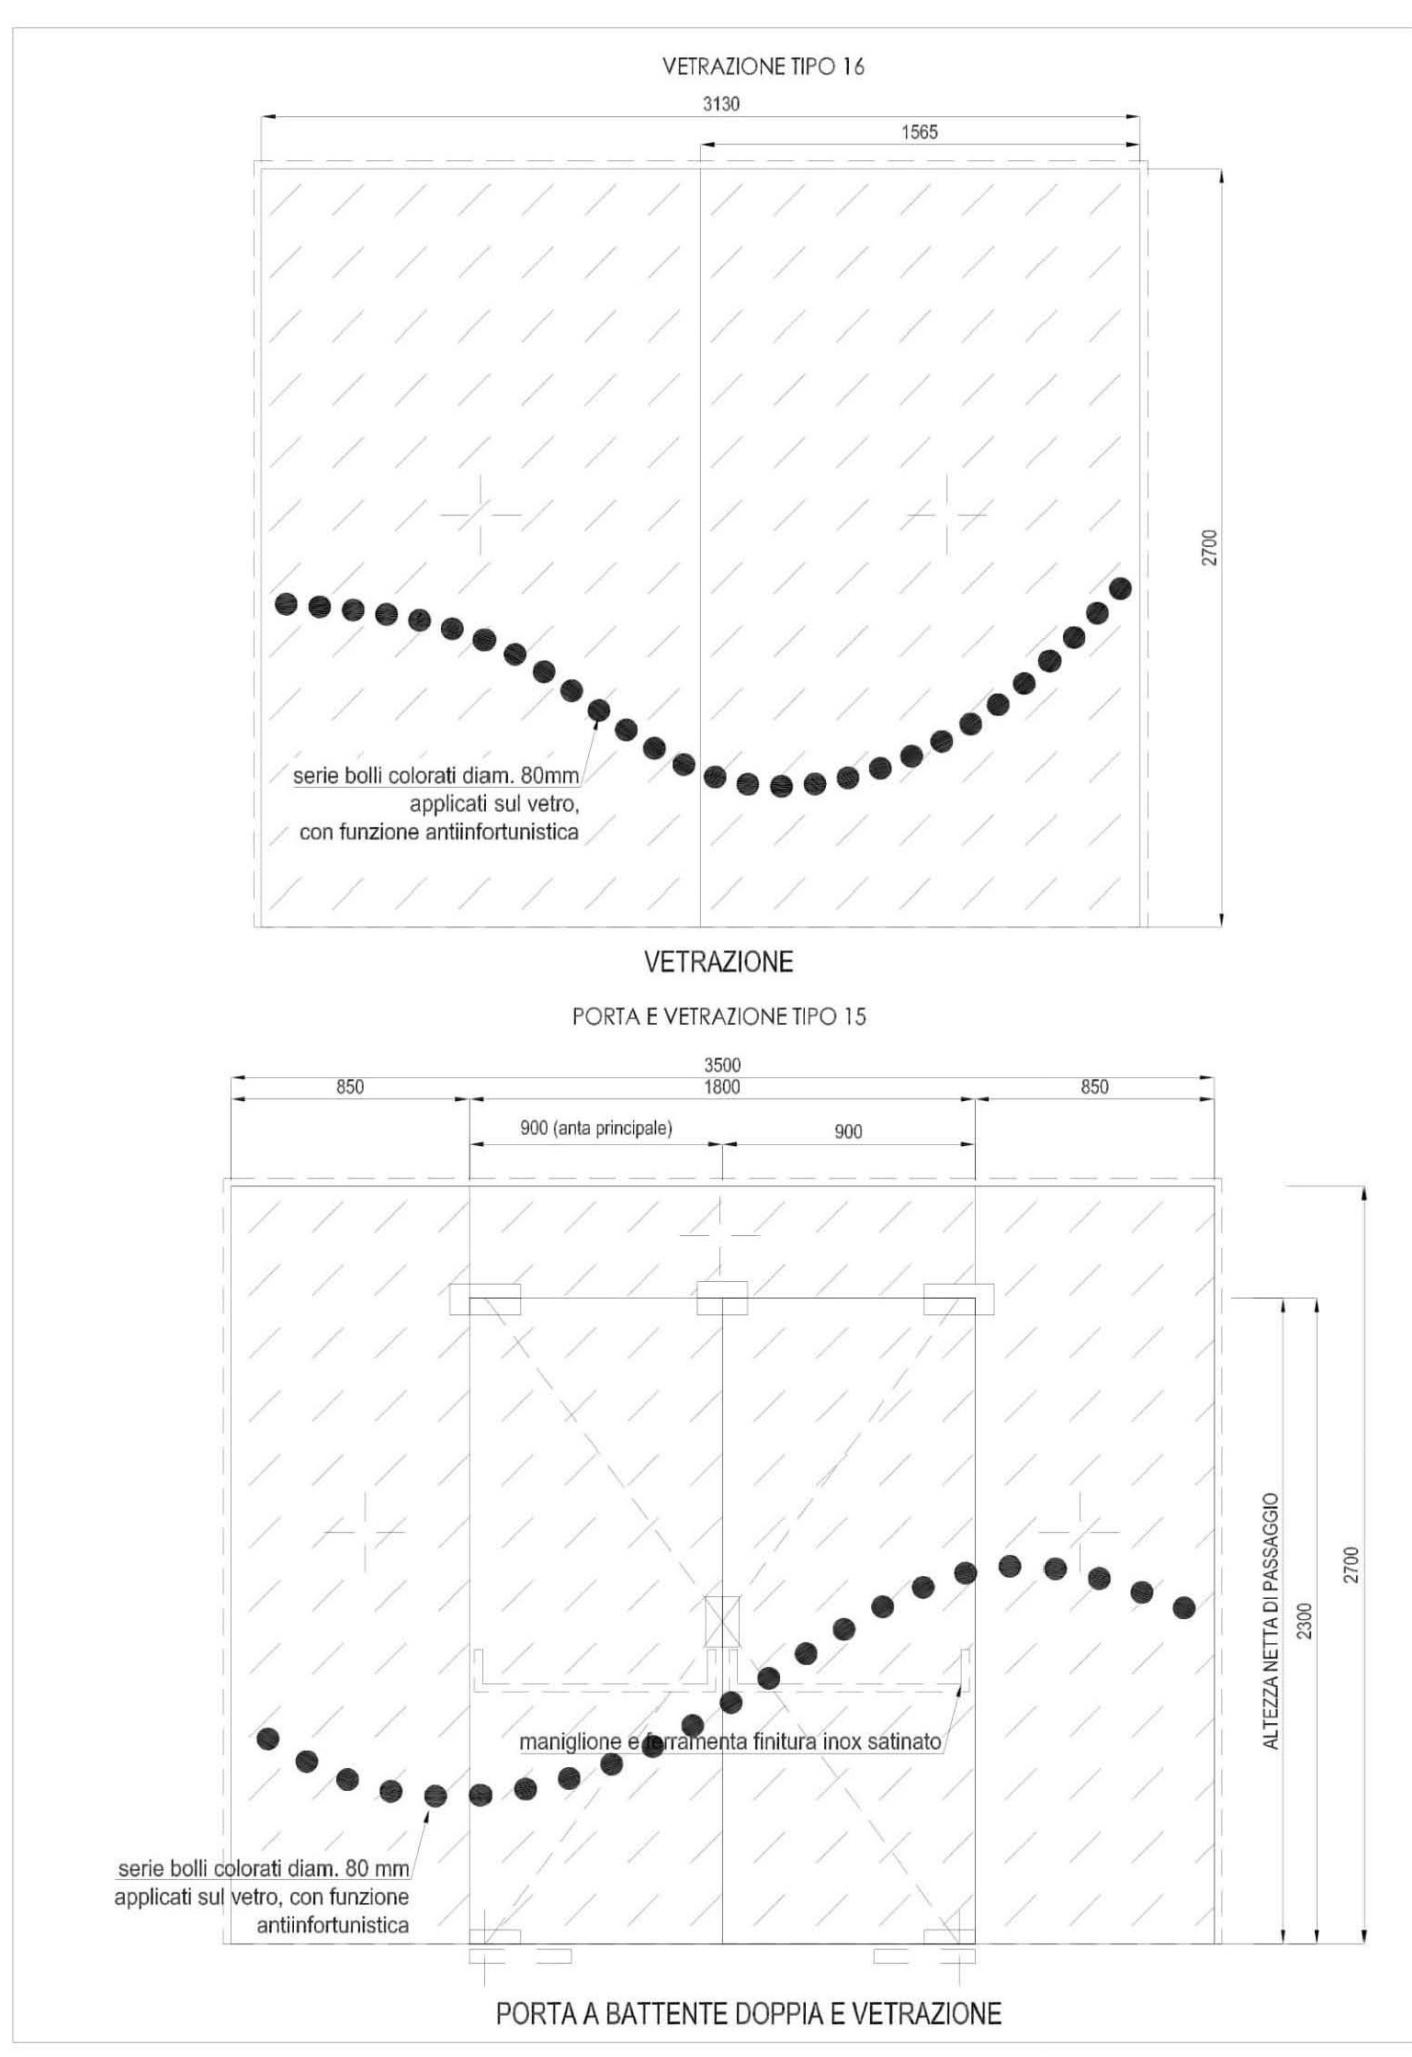 VETRAZIONE TIPO 16
3130
1565
2700
serie bolli colorati diam. 80mm
applicati sul vetro,
con funzione antiinfortunistica
VETRAZIONE
PORTA E VETRAZIONE TIPO 15
3500
850
1800
850
900 (anta principale)
900
ALTEZZA NETTA DI PASSAGGIO
2300
2700
maniglione e ferramenta finitura inox satinato
serie bolli colorati diam. 80 mm
applicati sul vetro, con funzione
antiinfortunistica
PORTA A BATTENTE DOPPIA E VETRAZIONE